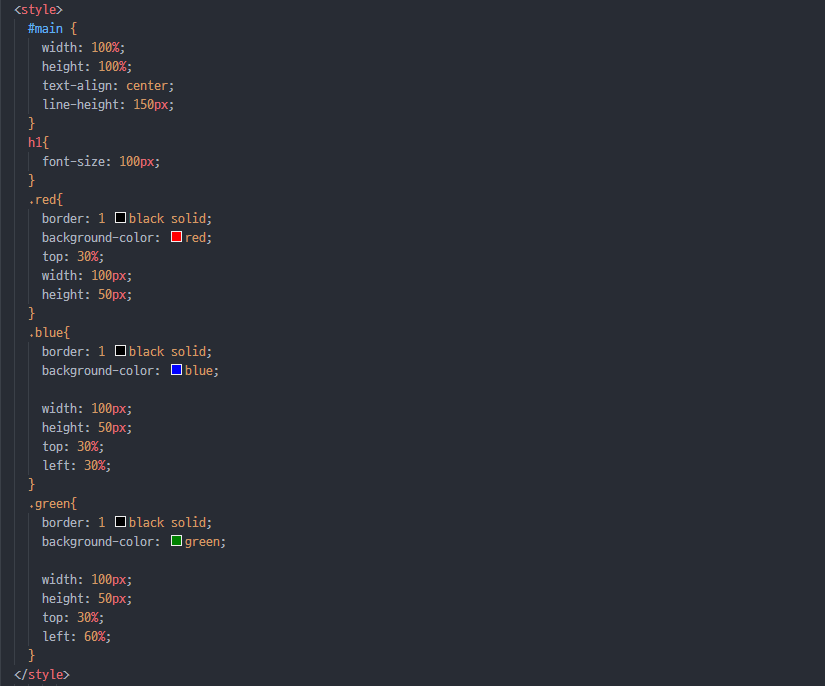 <style>
#main {
width: 100%;
height: 100%;
text-align: center;
line-height: 150px;
}
h1{
font-size: 100px;
}
.red{
border: 1 black solid;
background-color: red;
top: 30%;
width: 100px;
height: 50px;
}
.blue{
border: 1 black solid;
background-color: blue;
width: 100px;
height: 50px;
top: 30%;
left: 30%;
}
.green{
border: 1 black solid;
background-color: green;
width: 100px;
height: 50px;
top: 30%;
left: 60%;
}
</style>